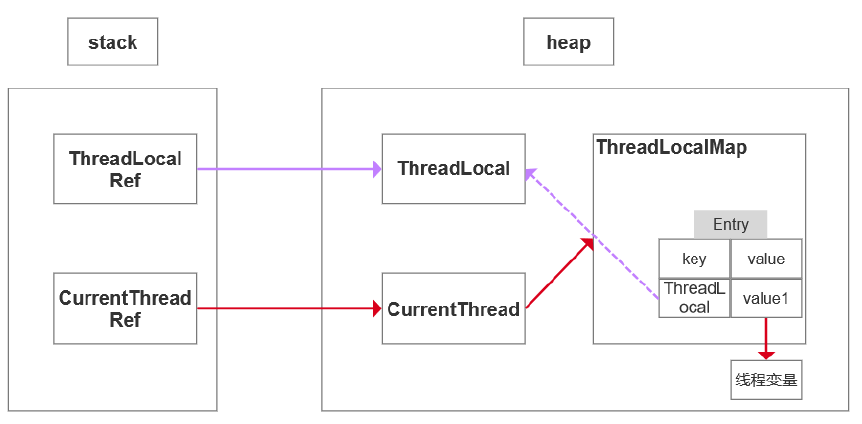 stack
heap
ThreadLocal
Ref
ThreadLocal
ThreadLocalMap
Entry
key
value
ThreadL
ocal
value1
CurrentThread
Ref
CurrentThread
线程变量